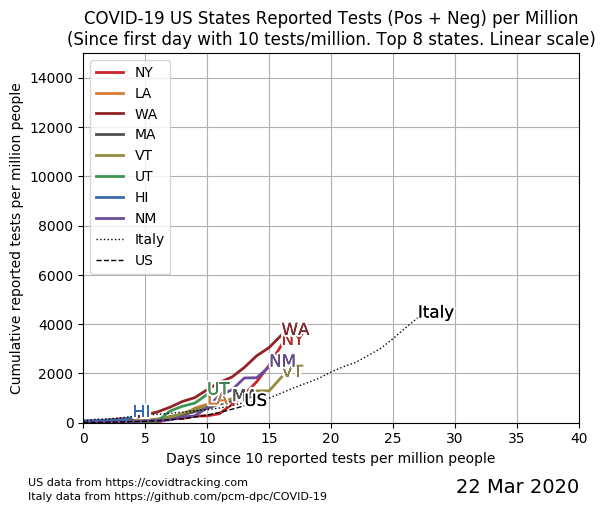 COVID-19 US States Reported Tests (Pos + Neg) per Million
(Since first day with 10 tests/million. Top 8 states. Linear scale)
Cumulative reported tests per million people
14000
12000
10000
8000
6000
4000
2000
0
NY
LA
WA
MA
VT
UT
HI
NM
Italy
US
Italy
WA
NY
NM
VT
UT
LA
MA
US
HI
0 5 10 15 20 25 30 35 40
Days since 10 reported tests per million people
US data from https://covidtracking.com
Italy data from https://github.com/pcm-dpc/COVID-19
22 Mar 2020